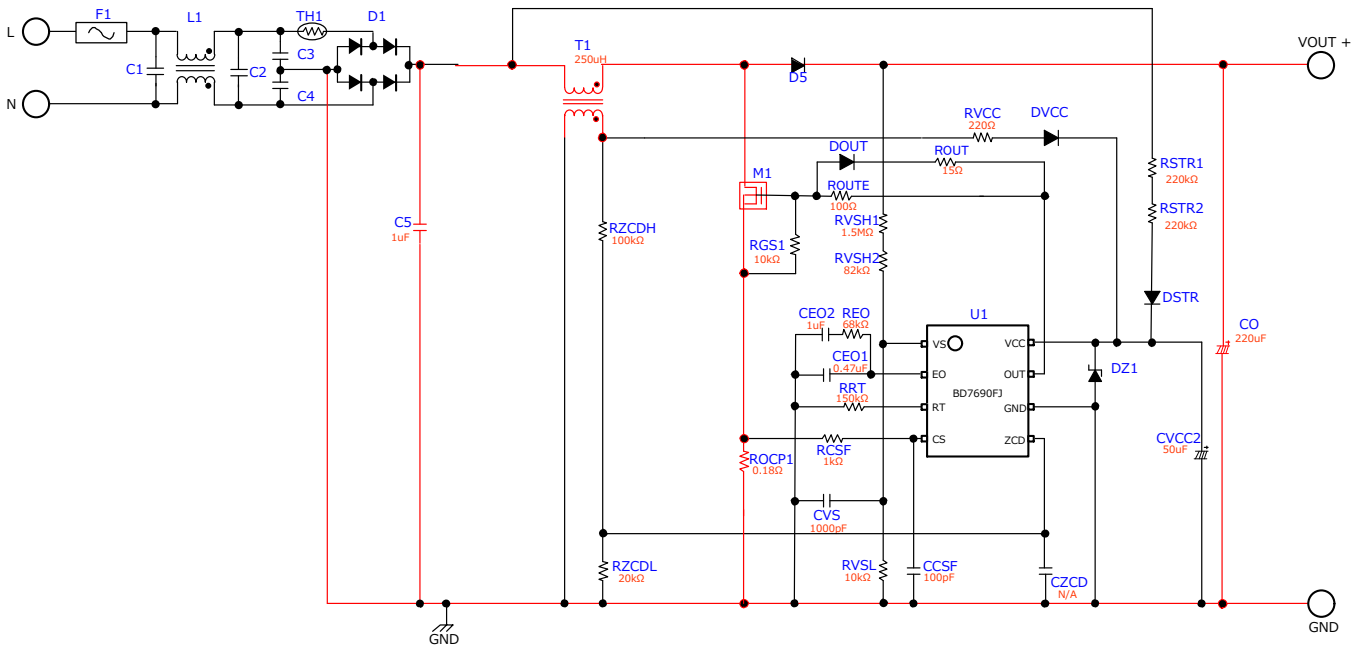 F1
L1
TH1
D1
L
N
C1
C2
C3
C4
T1
250uH
D5
VOUT +
RVCC
220Ω
DVCC
DOUT
ROUT
15Ω
M1
ROUTE
100Ω
RSTR1
220kΩ
RSTR2
220kΩ
C5
1uF
RZCDH
100kΩ
RGS1
10kΩ
RVSH1
1.5MΩ
RVSH2
82kΩ
DSTR
CEO2
1uF
REO
68kΩ
U1
CO
220uF
VS
VCC
CEO1
0.47uF
EO
OUT
DZ1
RRT
150kΩ
BD7690FJ
RT
GND
CS
ZCD
RCSF
1kΩ
CVCC2
50uF
ROCP1
0.18Ω
CVS
1000pF
RZCDL
20kΩ
RVSL
10kΩ
CCSF
100pF
CZCD
N/A
GND
GND